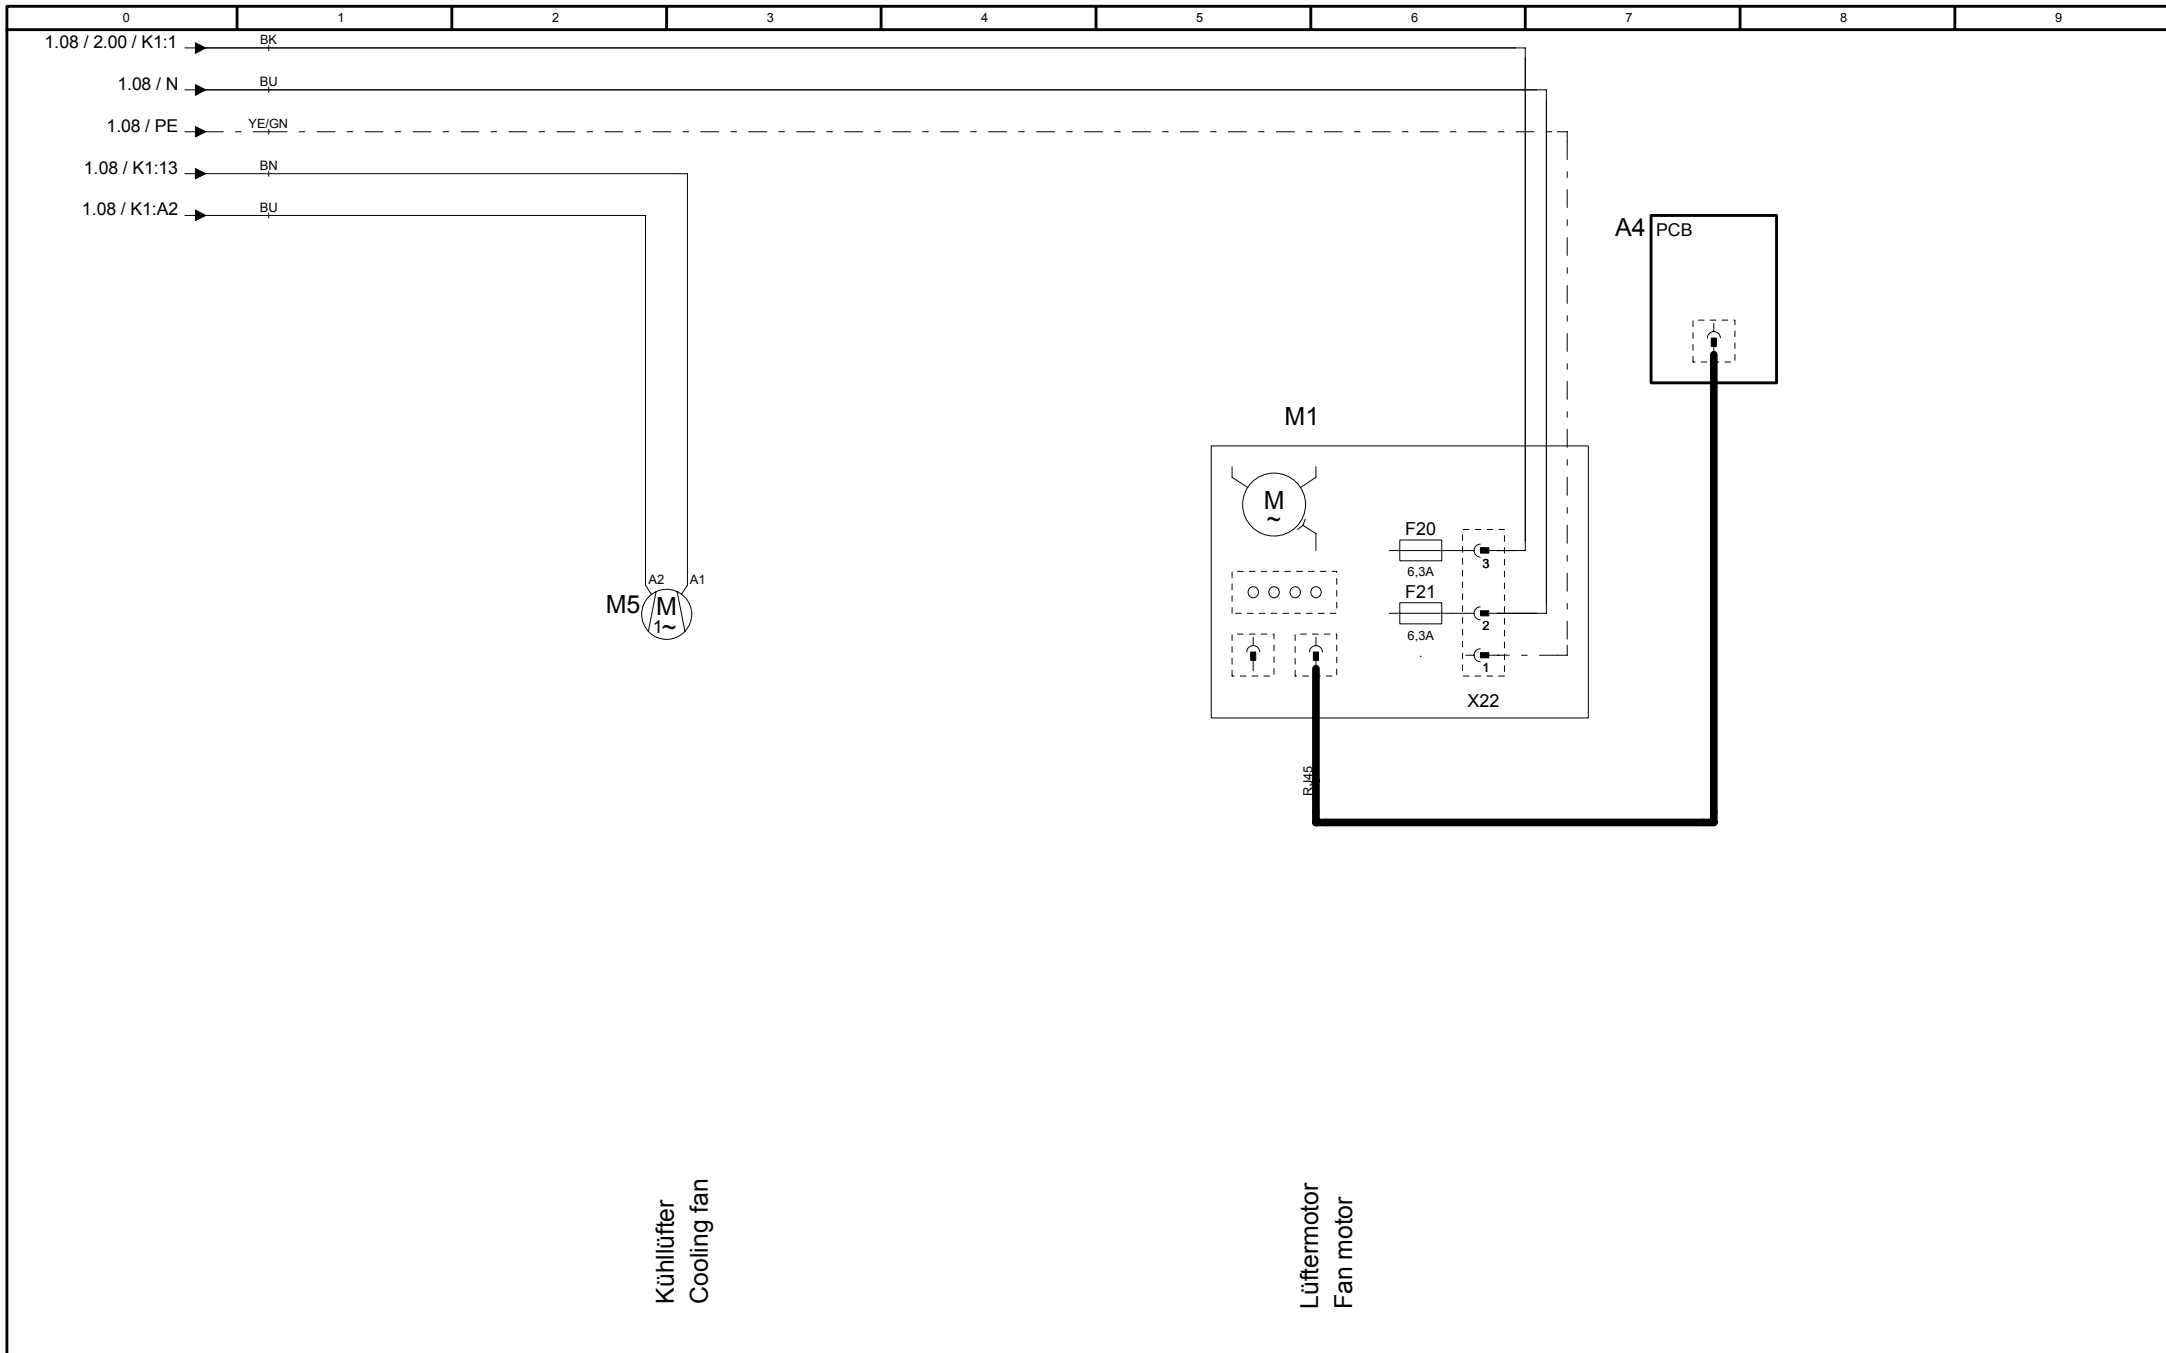 0 1 2 3 4 5 6 7 8 9
1.08 / 2.00 / K1:1 BK
1.08 / N BU
1.08 / PE YE/GN
1.08 / K1:13 BN
1.08 / K1:A2 BU
A4 PCB
M1
M
~
F20
6,3A
3
F21
6,3A
2
1
X22
A2 A1
M5 M
1~
RJ45
Kühllüfter
Cooling fan
Lüftermotor
Fan motor